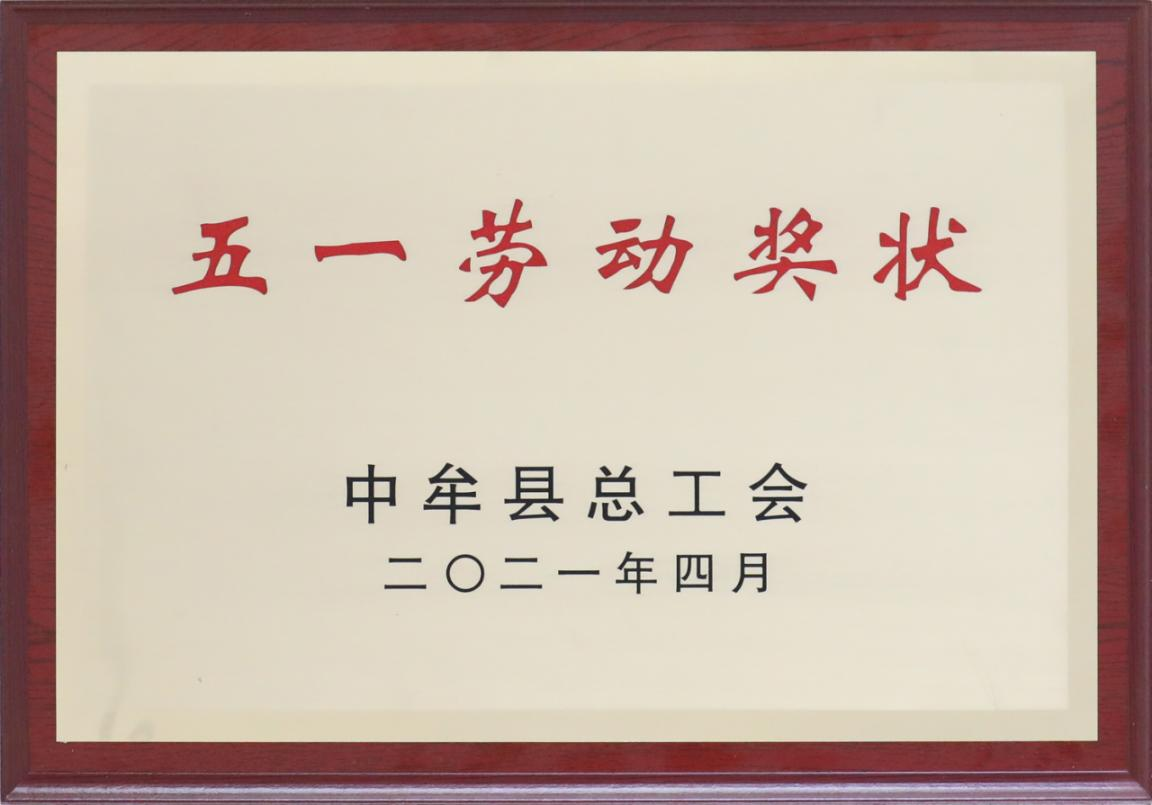 五一劳动奖状
中牟县总工会
二〇二一年四月